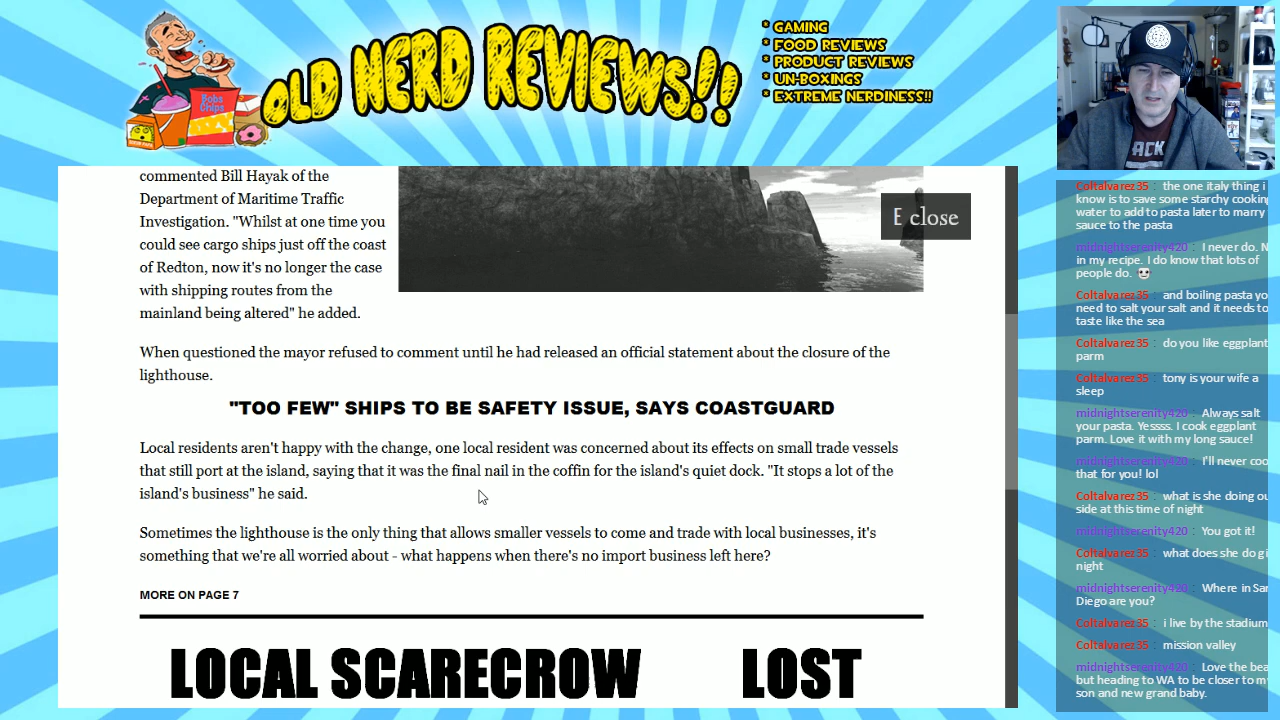 OLD NERD REVIEWS!!
* GAMING
* FOOD REVIEWS
* PRODUCT REVIEWS
* UN-BOXINGS
* EXTREME NERDINESS!!
Bobs
Chips
commented Bill Hayak of the
Department of Maritime Traffic
Investigation. "Whilst at one time you
could see cargo ships just off the coast
of Redton, now it's no longer the case
with shipping routes from the
mainland being altered" he added.
E close
When questioned the mayor refused to comment until he had released an official statement about the closure of the
lighthouse.
"TOO FEW" SHIPS TO BE SAFETY ISSUE, SAYS COASTGUARD
Local residents aren't happy with the change, one local resident was concerned about its effects on small trade vessels
that still port at the island, saying that it was the final nail in the coffin for the island's quiet dock. "It stops a lot of the
island's business" he said.
Sometimes the lighthouse is the only thing that allows smaller vessels to come and trade with local businesses, it's
something that we're all worried about - what happens when there's no import business left here?
MORE ON PAGE 7
LOCAL SCARECROW
LOST
ACK
Coltalvarez35 : the one italy thing i
know is to save some starchy cooking
water to add to pasta later to marry
sauce to the pasta
midnightserenity420 : I never do. N
in my recipe. I do know that lots of
people do.
Coltalvarez35 : and boiling pasta yo
need to salt your salt and it needs to
taste like the sea
Coltalvarez35 : do you like eggplant
parm
Coltalvarez35 : tony is your wife a
sleep
midnightserenity420 : Always salt
your pasta. Yessss. I cook eggplant
parm. Love it with my long sauce!
midnightserenity420 : I'll never coo
that for you! lol
Coltalvarez35 : what is she doing ou
side at this time of night
midnightserenity420 : You got it!
Coltalvarez35 : what does she do gi
night
midnightserenity420 : Where in San
Diego are you?
Coltalvarez35 : i live by the stadium
Coltalvarez35 : mission valley
midnightserenity420 : Love the bea
but heading to WA to be closer to my
son and new grand baby.